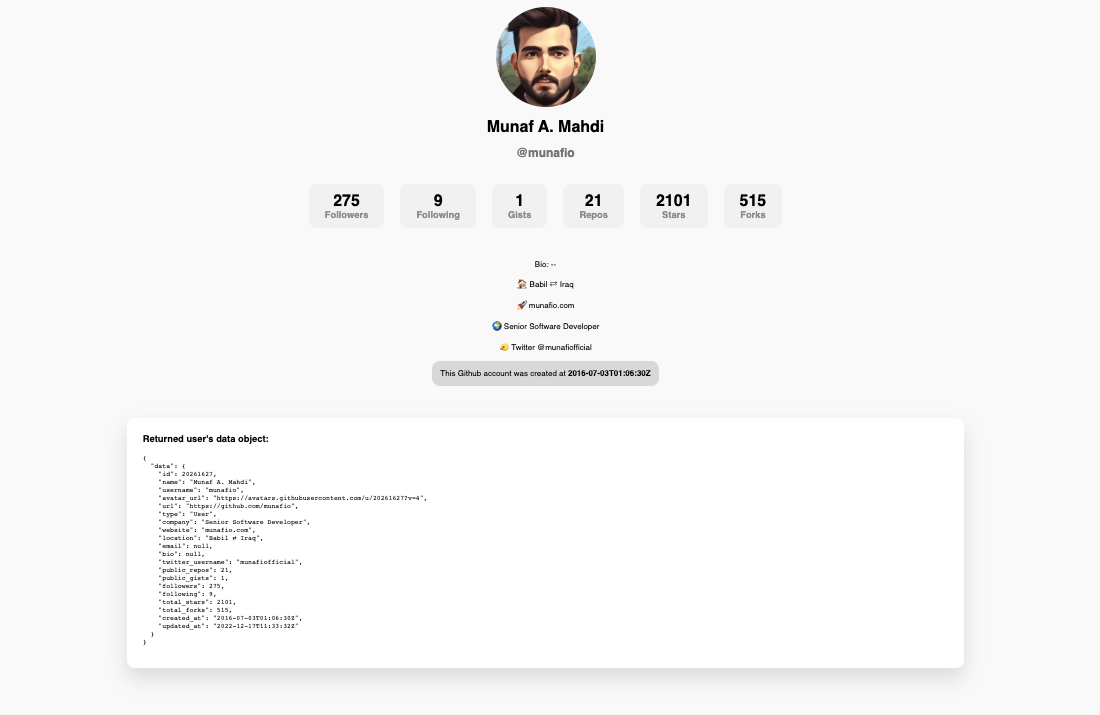 Munaf A. Mahdi
@munafio
275 9 1 21 2101 515
Followers Following Gists Repos Stars Forks
Bio: --
🏠 Babil ⇄ Iraq
🚀 munafio.com
🌍 Senior Software Developer
💫 Twitter @munafiofficial
This Github account was created at 2016-07-03T01:06:30Z
Returned user's data object:
{
  "data": {
    "id": 20261627,
    "name": "Munaf A. Mahdi",
    "username": "munafio",
    "avatar_url": "https://avatars.githubusercontent.com/u/20261627?v=4",
    "url": "https://github.com/munafio",
    "type": "User",
    "company": "Senior Software Developer",
    "website": "munafio.com",
    "location": "Babil ⇄ Iraq",
    "email": null,
    "bio": null,
    "twitter_username": "munafiofficial",
    "public_repos": 21,
    "public_gists": 1,
    "followers": 275,
    "following": 9,
    "total_stars": 2101,
    "total_forks": 515,
    "created_at": "2016-07-03T01:06:30Z",
    "updated_at": "2022-12-17T11:33:32Z"
  }
}